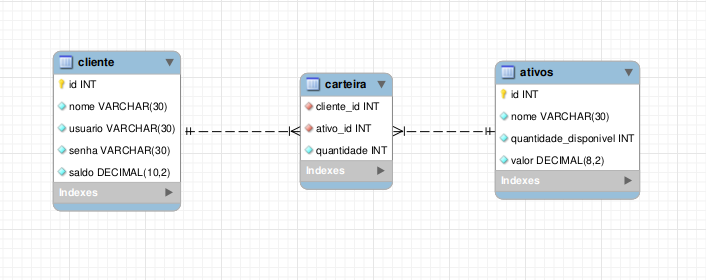 cliente
id INT
nome VARCHAR(30)
usuario VARCHAR(30)
senha VARCHAR(30)
saldo DECIMAL(10,2)
Indexes
carteira
cliente_id INT
ativo_id INT
quantidade INT
Indexes
ativos
id INT
nome VARCHAR(30)
quantidade_disponivel INT
valor DECIMAL(8,2)
Indexes